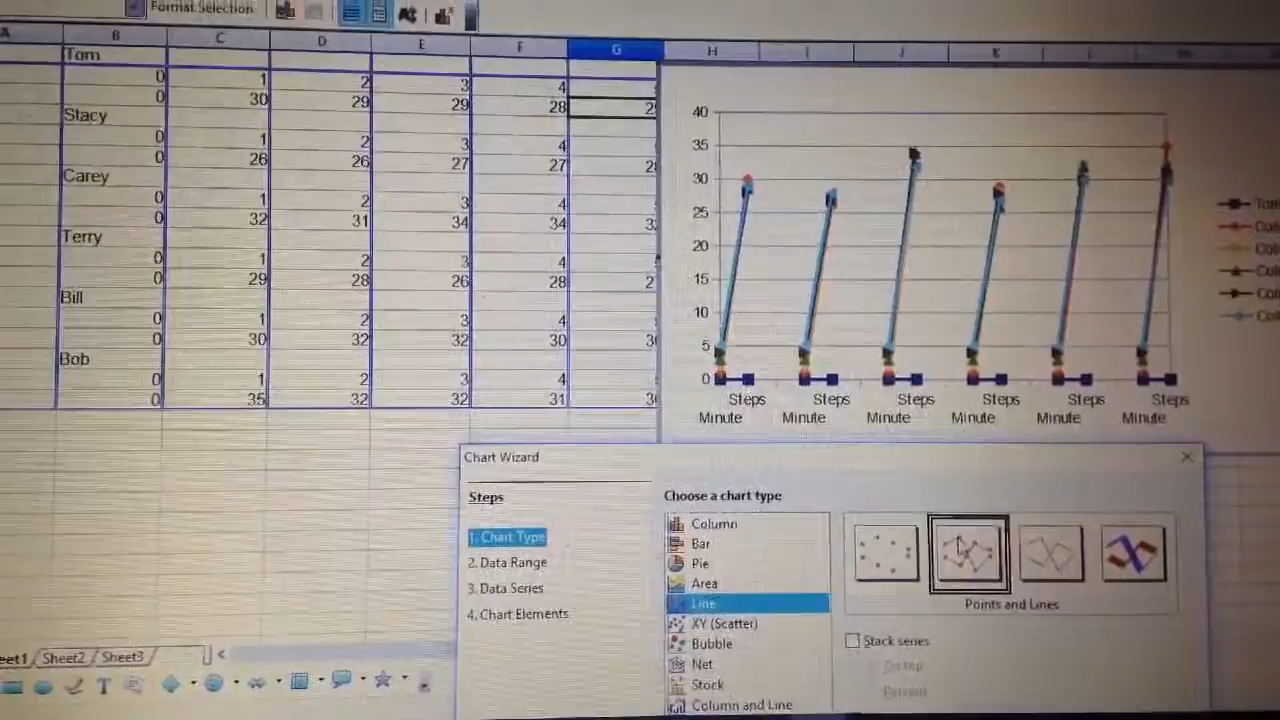 Format Selection
A B C D E F G H I J K
Tom
0 1 2 3 4
0 30 29 29 28
Stacy
0 1 2 3 4
0 26 26 27 27
Carey
0 1 2 3 4
0 32 31 34 34
Terry
0 1 2 3 4
0 29 28 26 28
Bill
0 1 2 3 4
0 30 32 32 30
Bob
0 1 2 3 4
0 35 32 32 31
40
35
30
25
20
15
10
5
0
Steps Steps Steps Steps Steps Steps
Minute Minute Minute Minute Minute Minute
Chart Wizard
Steps
1. Chart Type
2. Data Range
3. Data Series
4. Chart Elements
Choose a chart type
Column
Bar
Pie
Area
Line
XY (Scatter)
Bubble
Net
Stock
Column and Line
Points and Lines
Stack series
On top
Percent
Sheet2 Sheet3